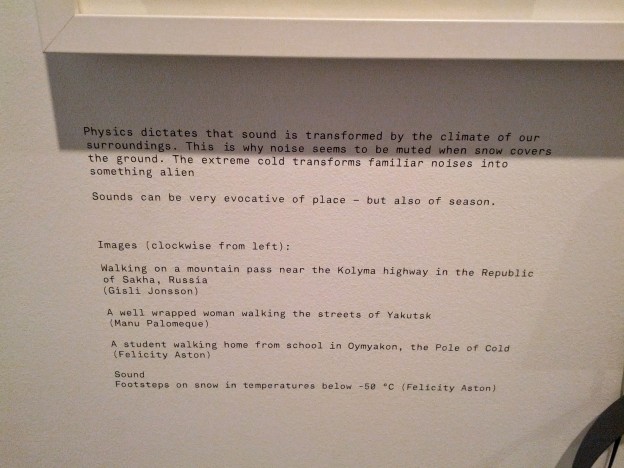 Physics dictates that sound is transformed by the climate of our
surroundings. This is why noise seems to be muted when snow covers
the ground. The extreme cold transforms familiar noises into
something alien
Sounds can be very evocative of place – but also of season.
Images (clockwise from left):
Walking on a mountain pass near the Kolyma highway in the Republic
of Sakha, Russia
(Gisli Jonsson)
A well wrapped woman walking the streets of Yakutsk
(Manu Palomeque)
A student walking home from school in Oymyakon, the Pole of Cold
(Felicity Aston)
Sound
Footsteps on snow in temperatures below -50 °C (Felicity Aston)